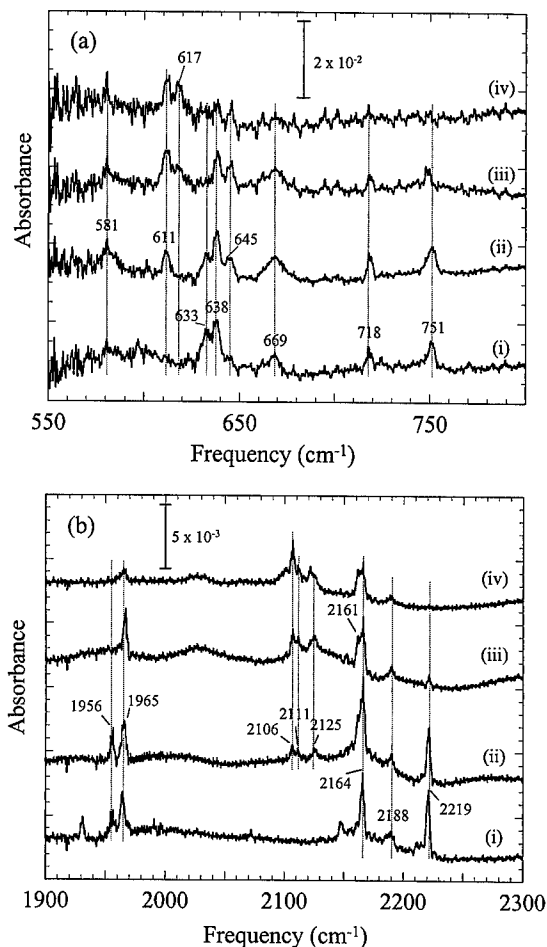 (a)
617
2 x 10-2
(iv)
(iii)
581
611
645
(ii)
633
638
669
718
751
(i)
Absorbance
550
650
750
Frequency (cm-1)
(b)
5 x 10-3
(iv)
2161
(iii)
1956
1965
2106
2111
2125
(ii)
2164
2188
2219
(i)
Absorbance
1900
2000
2100
2200
2300
Frequency (cm-1)